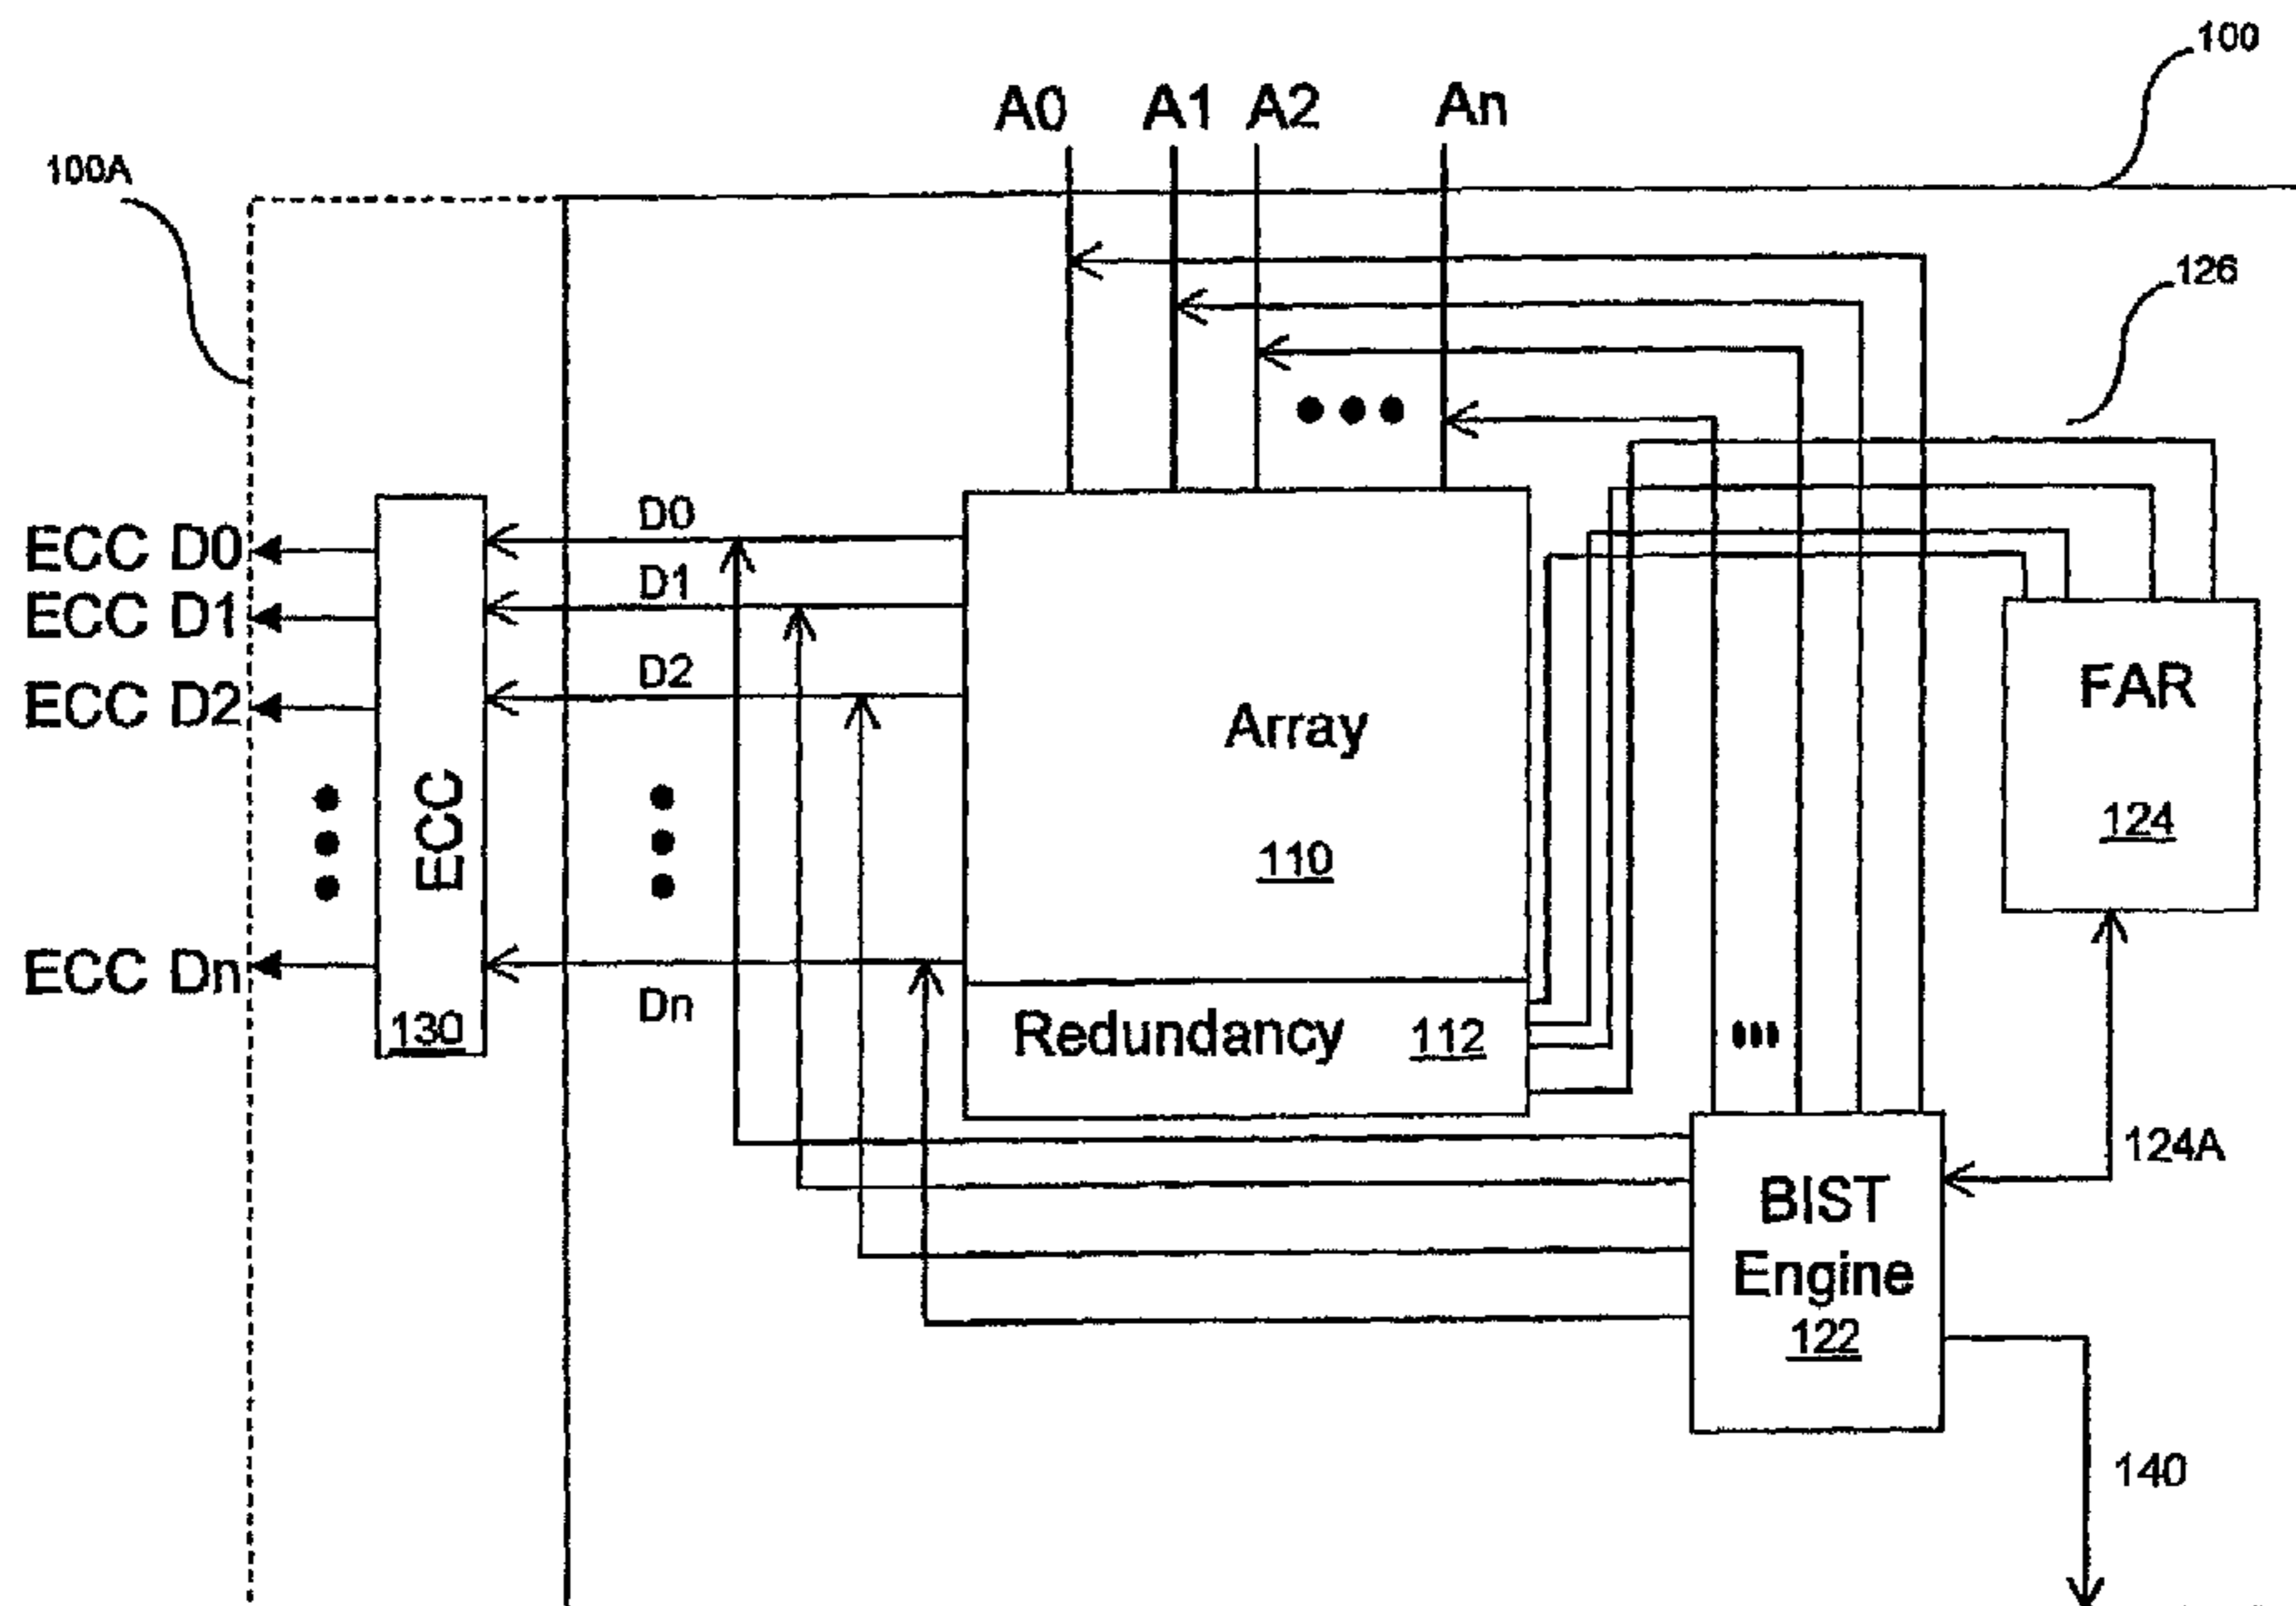 100
A0 A1 A2 An
100A
126
D0
ECC D0
D1
ECC D1
D2
ECC D2
FAR
Array
124
ECC
110
ECC Dn
Dn
130
Redundancy 112
124A
BIST
Engine
122
140